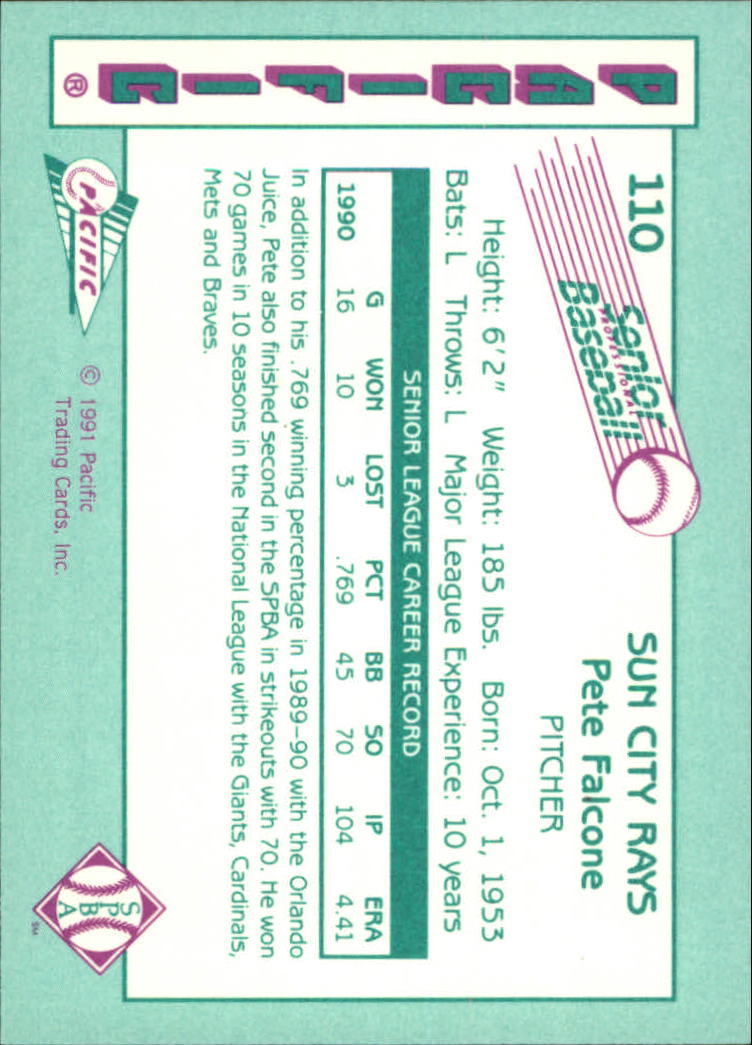 PACIFIC®
110
Senior
PROFESSIONAL
Baseball
SUN CITY RAYS
Pete Falcone
PITCHER
Height: 6'2" Weight: 185 lbs. Born: Oct. 1, 1953
Bats: L Throws: L Major League Experience: 10 years
SENIOR LEAGUE CAREER RECORD
G WON LOST PCT BB SO IP ERA
1990 16 10 3 .769 45 70 104 4.41
In addition to his .769 winning percentage in 1989-90 with the Orlando
Juice, Pete also finished second in the SPBA in strikeouts with 70. He won
70 games in 10 seasons in the National League with the Giants, Cardinals,
Mets and Braves.
PACIFIC
© 1991 Pacific
Trading Cards, Inc.
S
P B
A
SM